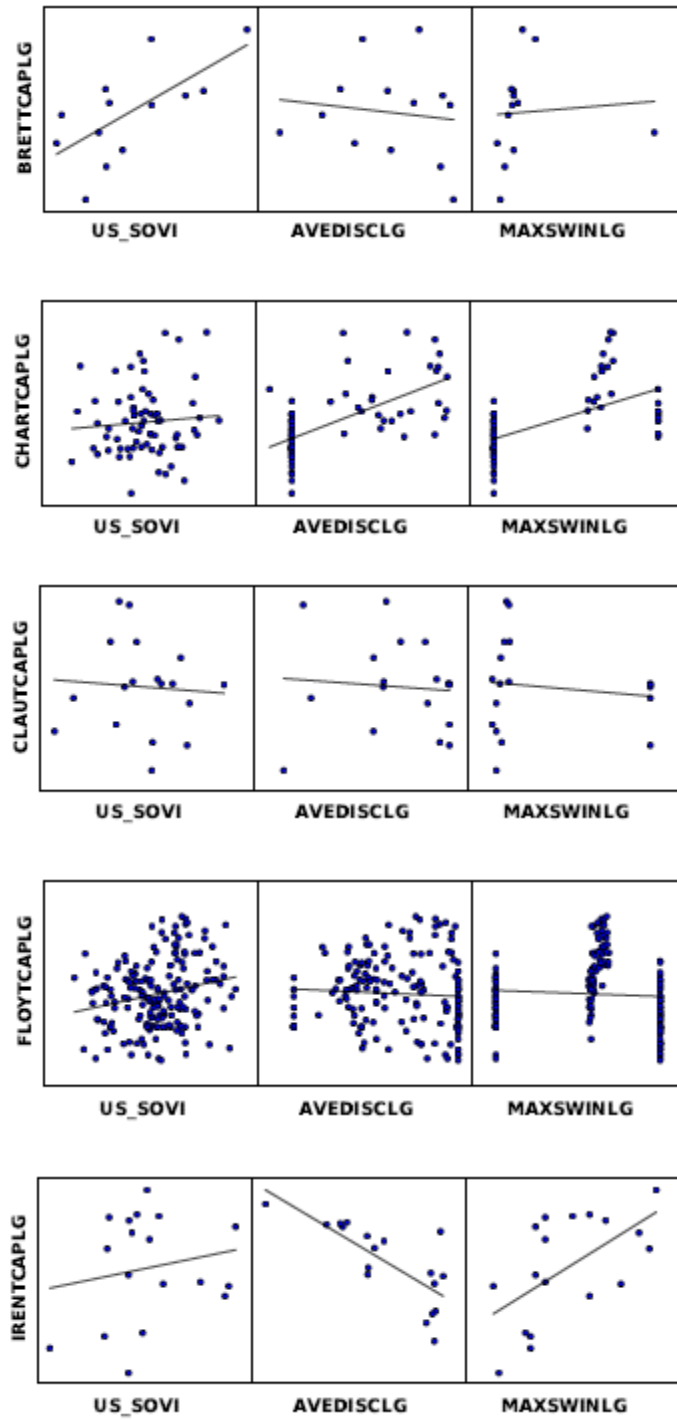 BRETTCAPLG
US_SOVI AVEDISCLG MAXSWINLG
CHARTCAPLG
US_SOVI AVEDISCLG MAXSWINLG
CLAUTCAPLG
US_SOVI AVEDISCLG MAXSWINLG
FLOYTCAPLG
US_SOVI AVEDISCLG MAXSWINLG
IRENTCAPLG
US_SOVI AVEDISCLG MAXSWINLG